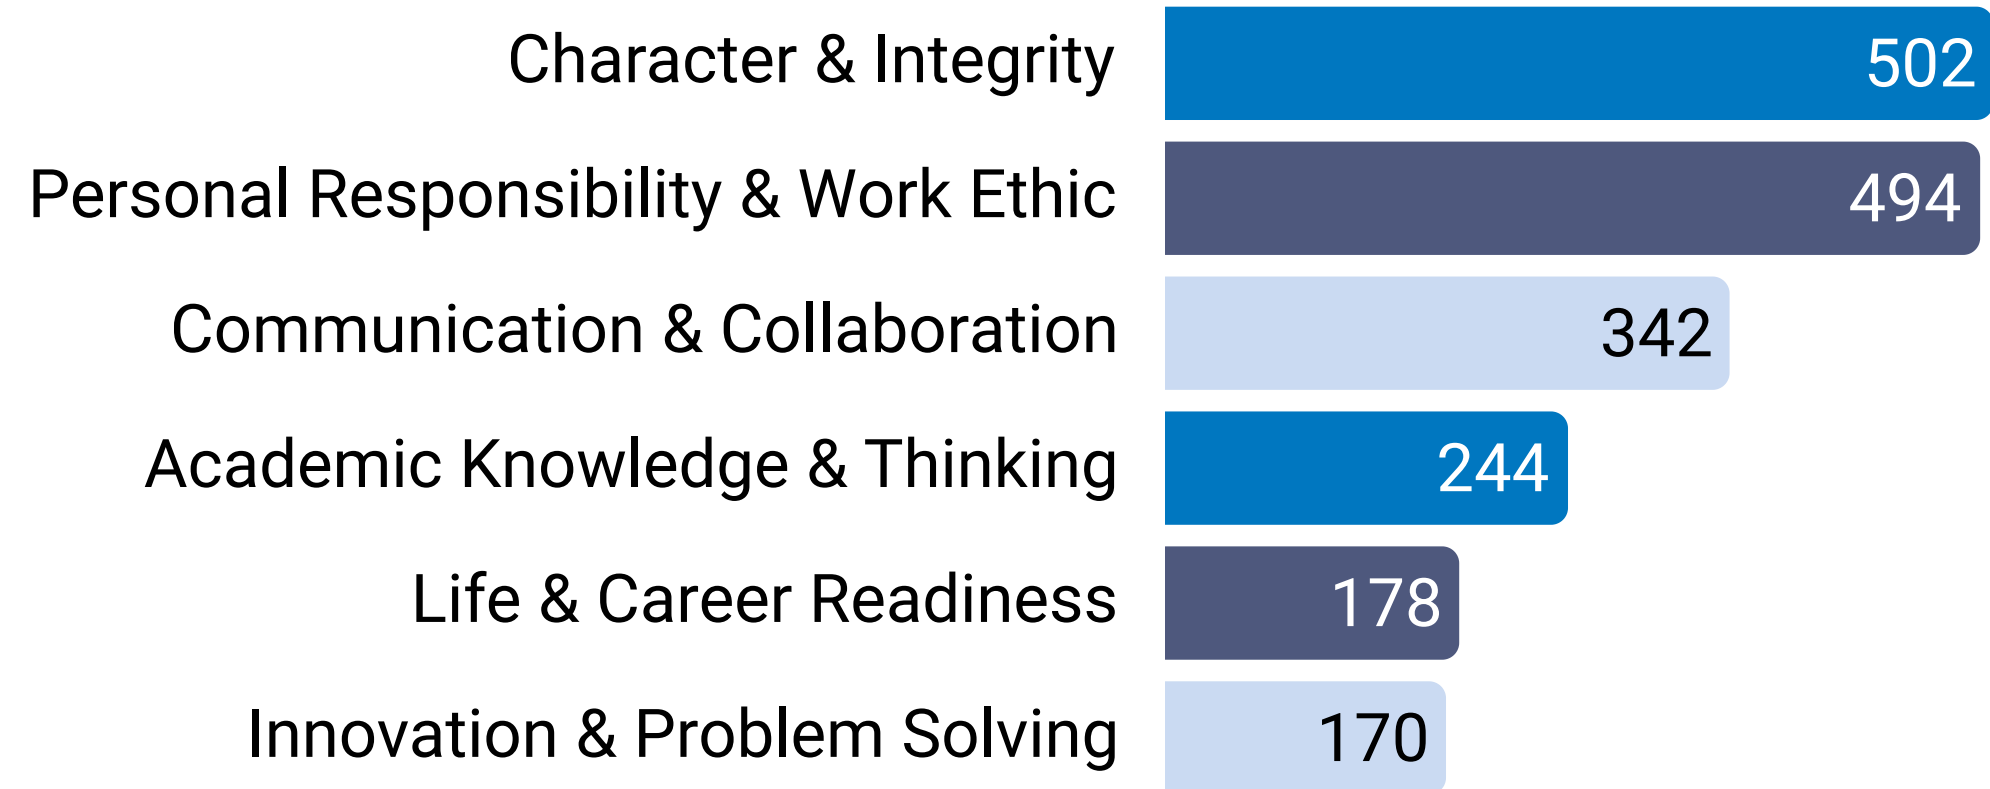 Character & Integrity 502
Personal Responsibility & Work Ethic 494
Communication & Collaboration 342
Academic Knowledge & Thinking 244
Life & Career Readiness 178
Innovation & Problem Solving 170